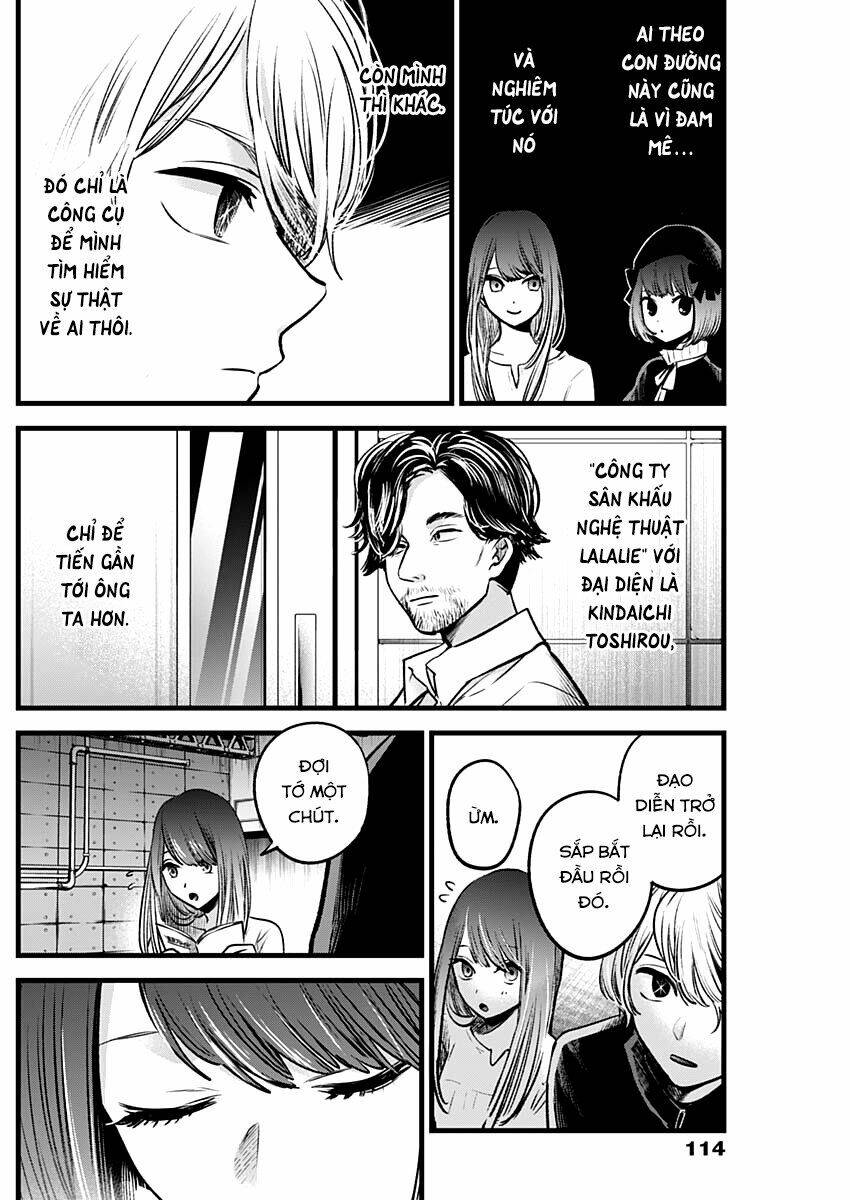 AI THEO
CON ĐƯỜNG
NÀY CŨNG
LÀ VÌ ĐAM
MÊ...
VÀ
NGHIÊM
TÚC VỚI
NÓ
CÒN MÌNH
THÌ KHÁC.
ĐÓ CHỈ LÀ
CÔNG CỤ
ĐỂ MÌNH
TÌM HIỂM
SỰ THẬT
VỀ AI THÔI.
"CÔNG TY
SÂN KHẤU
NGHỆ THUẬT
LALALIE" VỚI
ĐẠI DIỆN LÀ
KINDAICHI
TOSHIROU,
CHỈ ĐỂ
TIẾN GẦN
TỚI ÔNG
TA HƠN.
ĐẠO
DIỄN TRỞ
LẠI RỒI.
SẮP BẮT
ĐẦU RỒI
ĐÓ.
ỪM.
ĐỢI
TỚ MỘT
CHÚT.
114